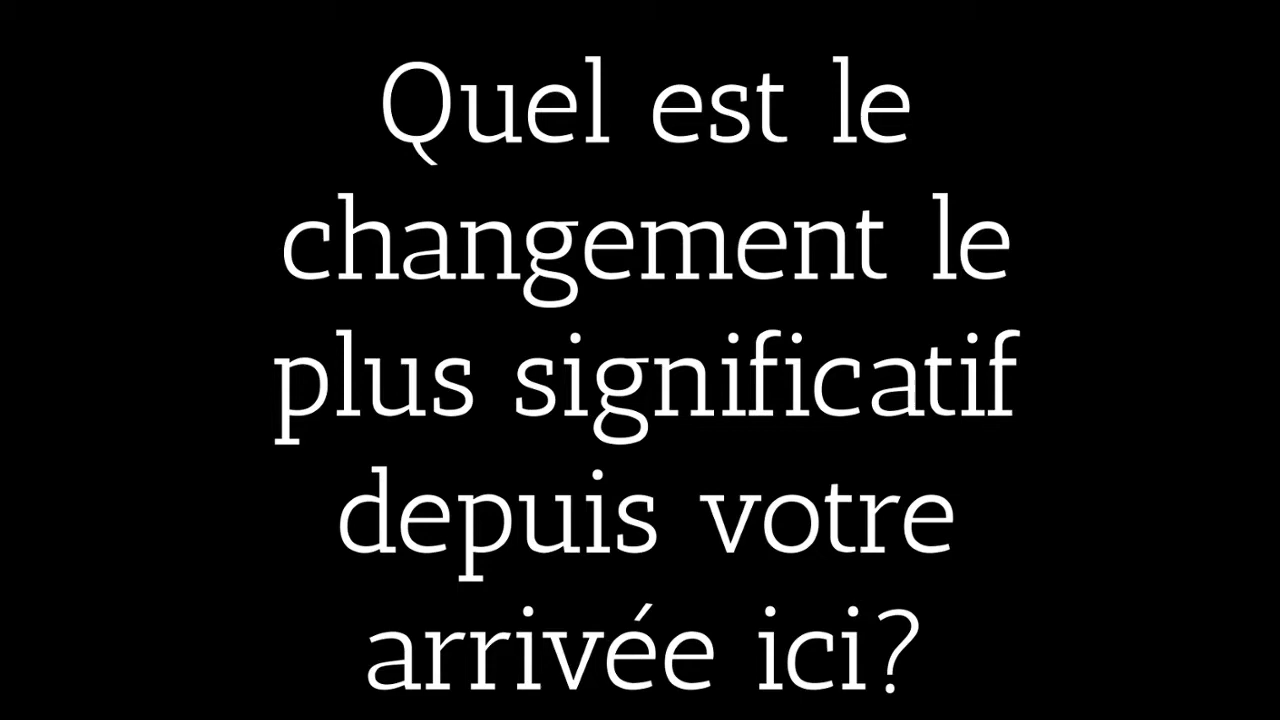 Quel est le
changement le
plus significatif
depuis votre
arrivée ici?